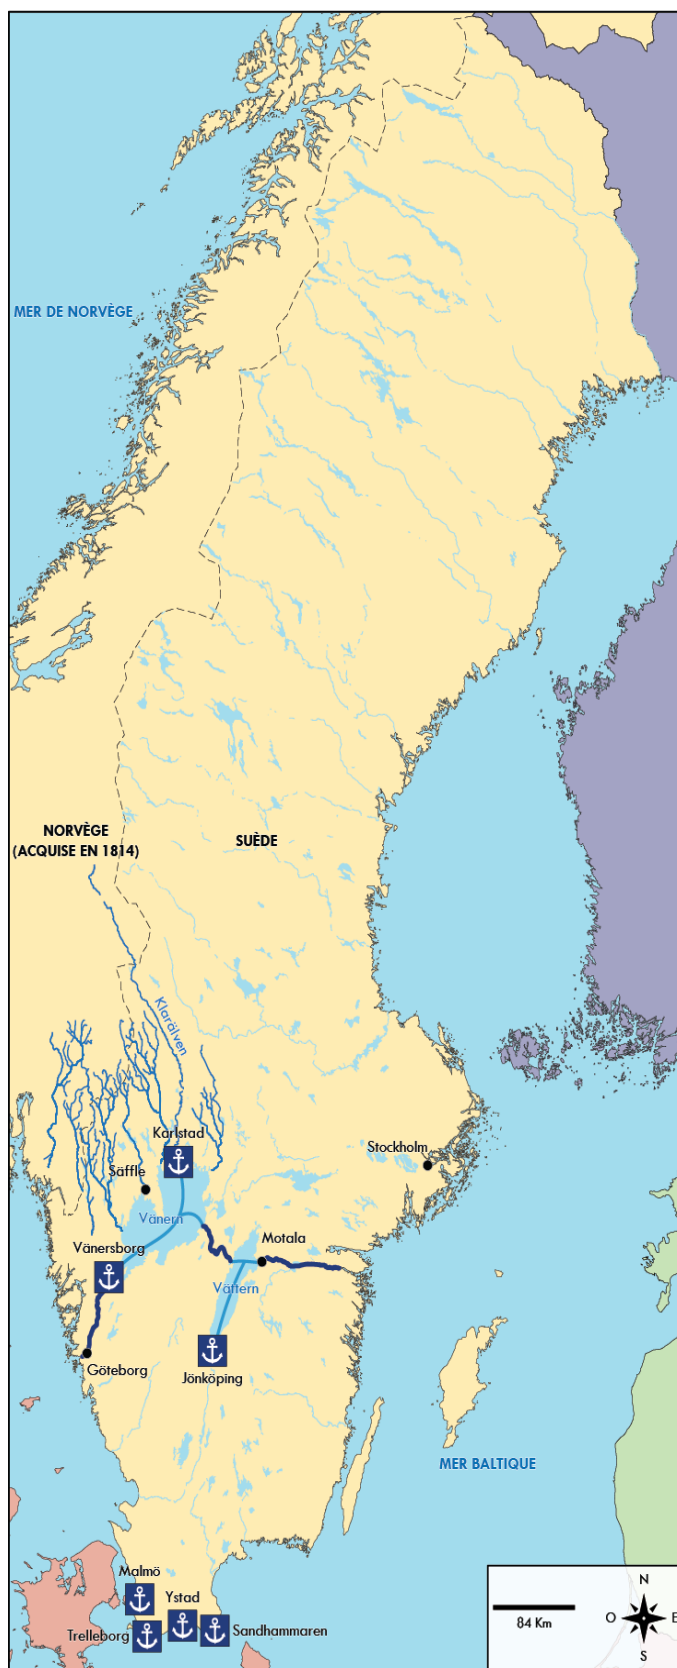 MER DE NORVÈGE
NORVÈGE
(ACQUISE EN 1814)
SUÈDE
Klarälven
Karlstad
Stockholm
Säffle
Vänern
Motala
Vänersborg
Vättern
Göteborg
Jönköping
MER BALTIQUE
Malmö
Ystad
Trelleborg
Sandhammaren
N
O
E
S
84 Km